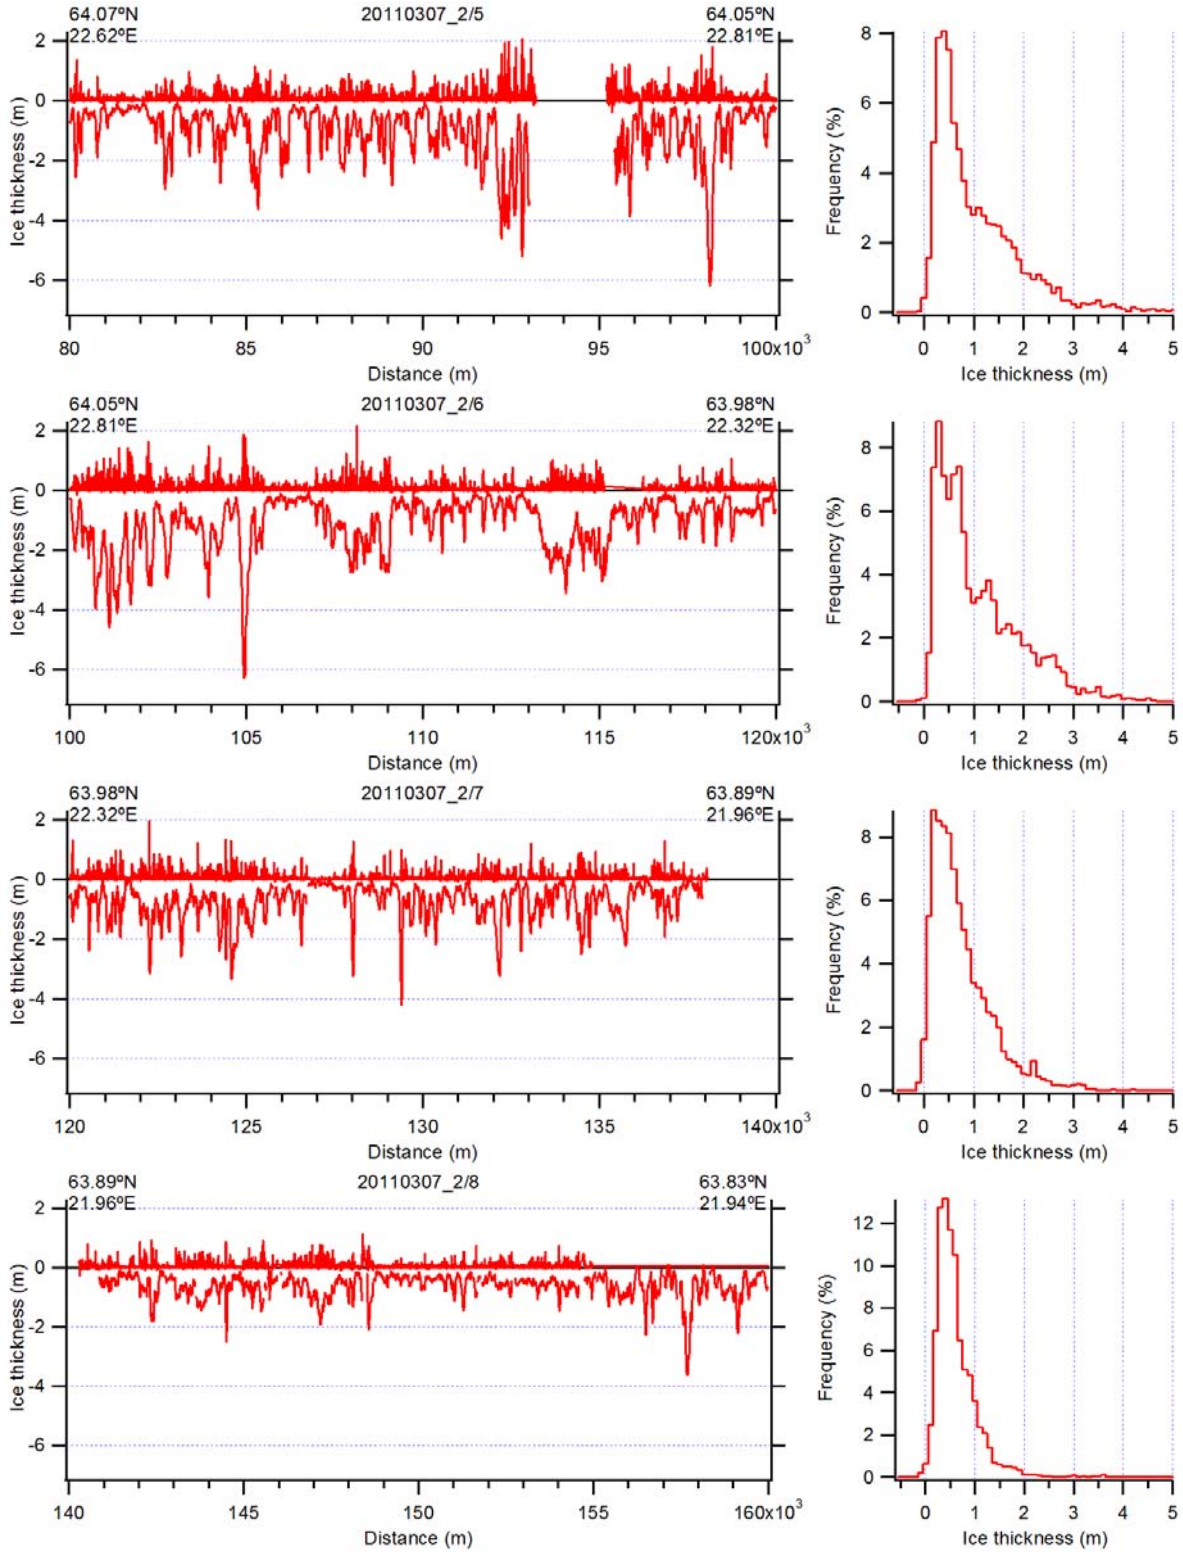 64.07ºN 20110307_2/5 64.05ºN
22.62ºE 22.81ºE
2
0
-2
-4
-6
Ice thickness (m)
80 85 90 95 100x10³
Distance (m)
8
6
4
2
0
Frequency (%)
0 1 2 3 4 5
Ice thickness (m)
64.05ºN 20110307_2/6 63.98ºN
22.81ºE 22.32ºE
2
0
-2
-4
-6
Ice thickness (m)
100 105 110 115 120x10³
Distance (m)
8
6
4
2
0
Frequency (%)
0 1 2 3 4 5
Ice thickness (m)
63.98ºN 20110307_2/7 63.89ºN
22.32ºE 21.96ºE
2
0
-2
-4
-6
Ice thickness (m)
120 125 130 135 140x10³
Distance (m)
8
6
4
2
0
Frequency (%)
0 1 2 3 4 5
Ice thickness (m)
63.89ºN 20110307_2/8 63.83ºN
21.96ºE 21.94ºE
2
0
-2
-4
-6
Ice thickness (m)
140 145 150 155 160x10³
Distance (m)
12
10
8
6
4
2
0
Frequency (%)
0 1 2 3 4 5
Ice thickness (m)